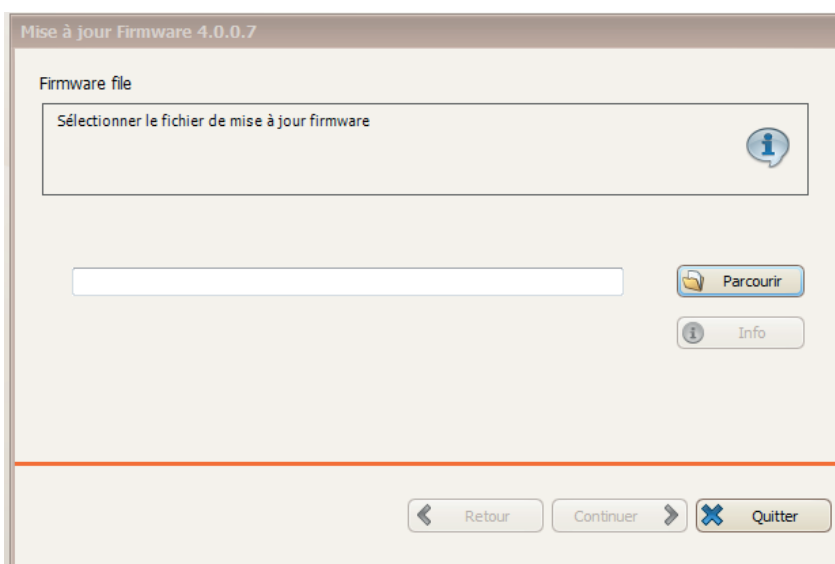 Mise à jour Firmware 4.0.0.7
Firmware file
Sélectionner le fichier de mise à jour firmware
Parcourir
Info
Retour
Continuer
Quitter